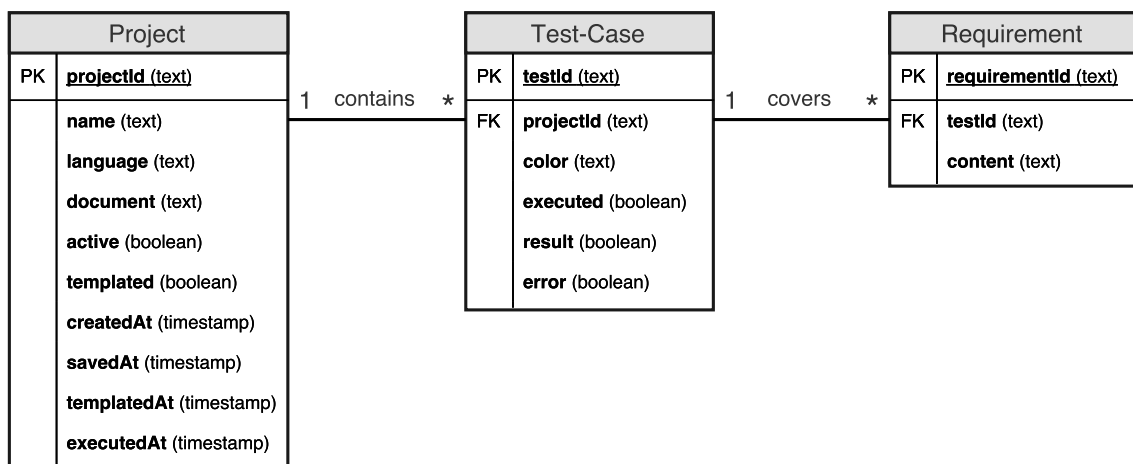 Project
PK projectId (text)
name (text)
language (text)
document (text)
active (boolean)
templated (boolean)
createdAt (timestamp)
savedAt (timestamp)
templatedAt (timestamp)
executedAt (timestamp)
1 contains *
Test-Case
PK testId (text)
FK projectId (text)
color (text)
executed (boolean)
result (boolean)
error (boolean)
1 covers *
Requirement
PK requirementId (text)
FK testId (text)
content (text)